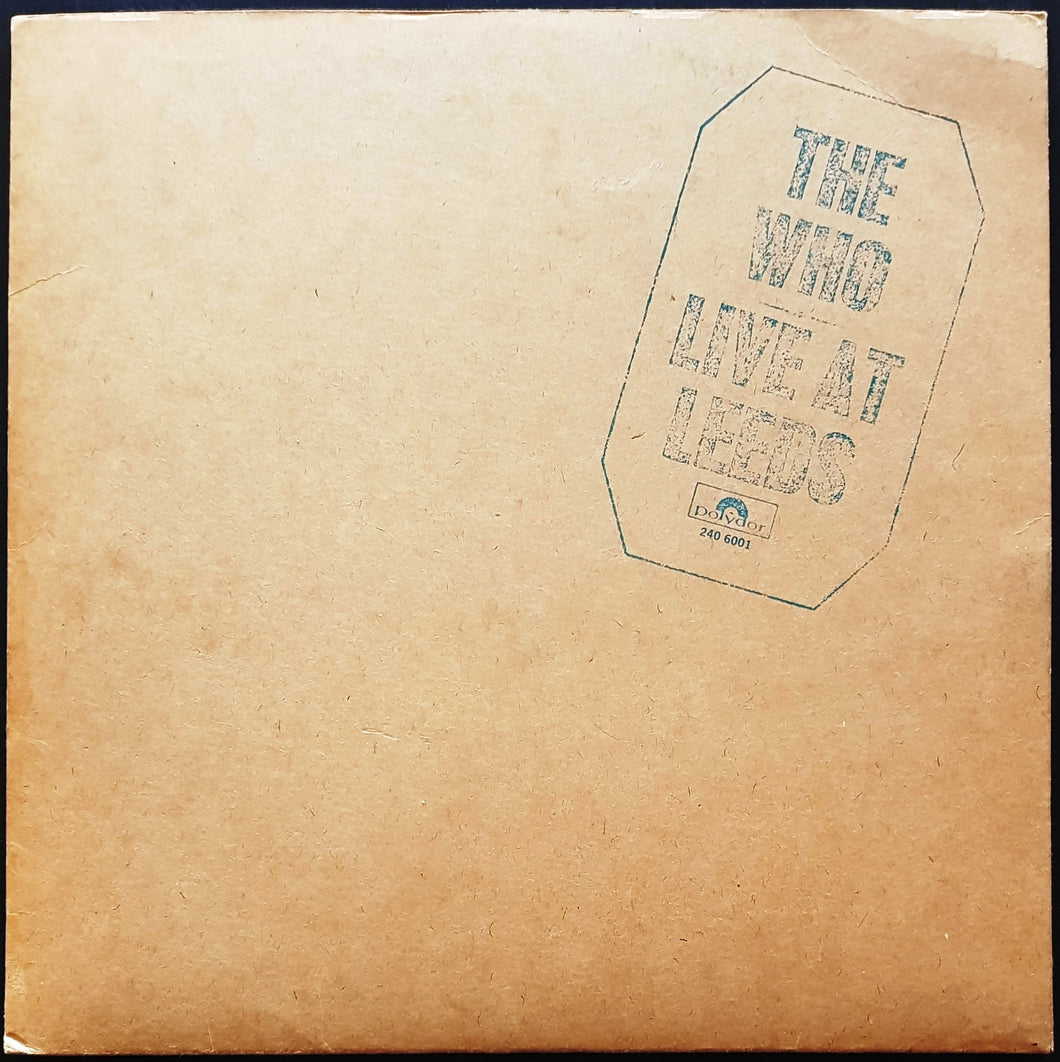 THE
WHO
LIVE AT
LEEDS
polydor
240 6001